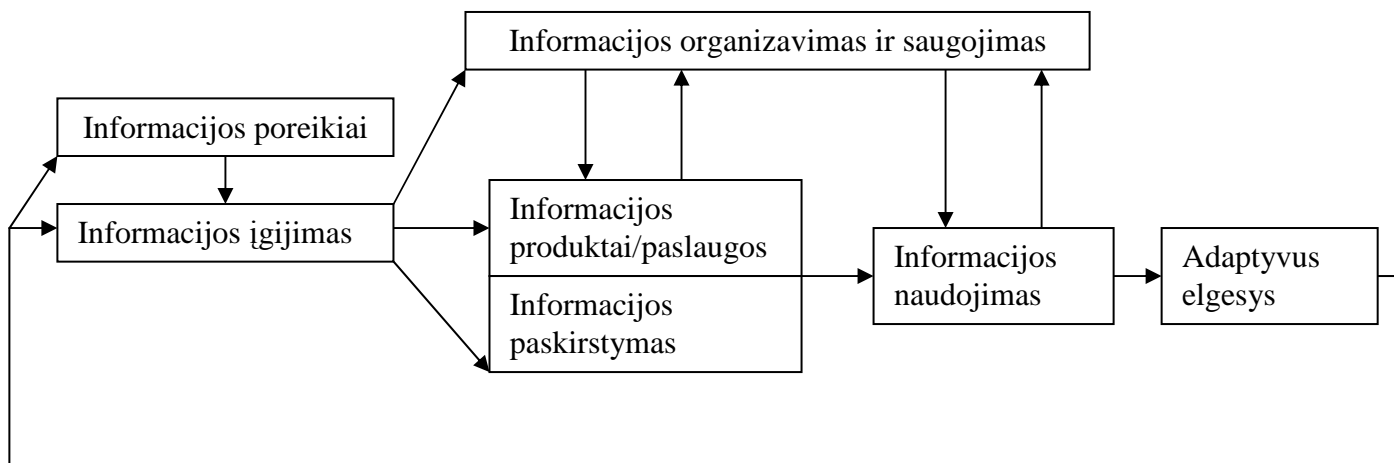 Informacijos organizavimas ir saugojimas
Informacijos poreikiai
Informacijos įgijimas
Informacijos
produktai/paslaugos
Informacijos
paskirstymas
Informacijos
naudojimas
Adaptyvus
elgesys